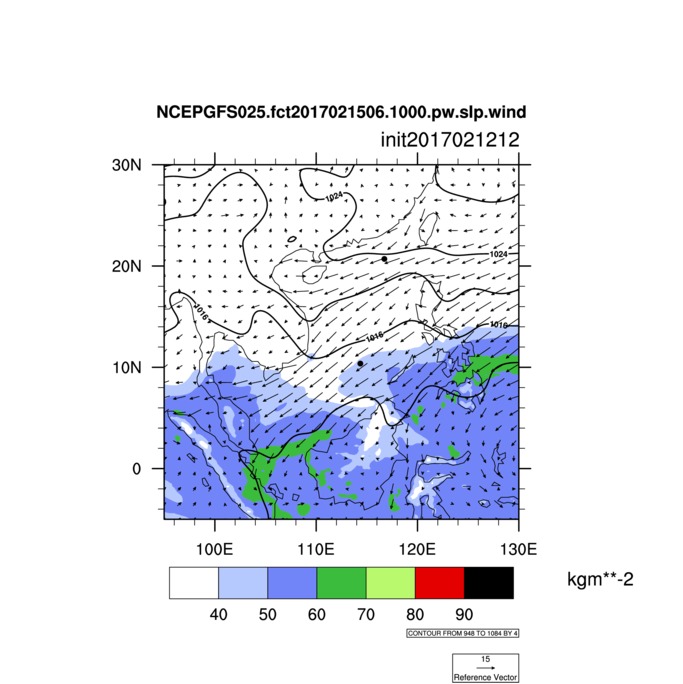 NCEPGFS025.fct2017021506.1000.pw.slp.wind
init2017021212
30N
1024
1024
20N
1016
1016
1016
10N
0
100E 110E 120E 130E
kgm**-2
40 50 60 70 80 90
CONTOUR FROM 948 TO 1084 BY 4
15
Reference Vector